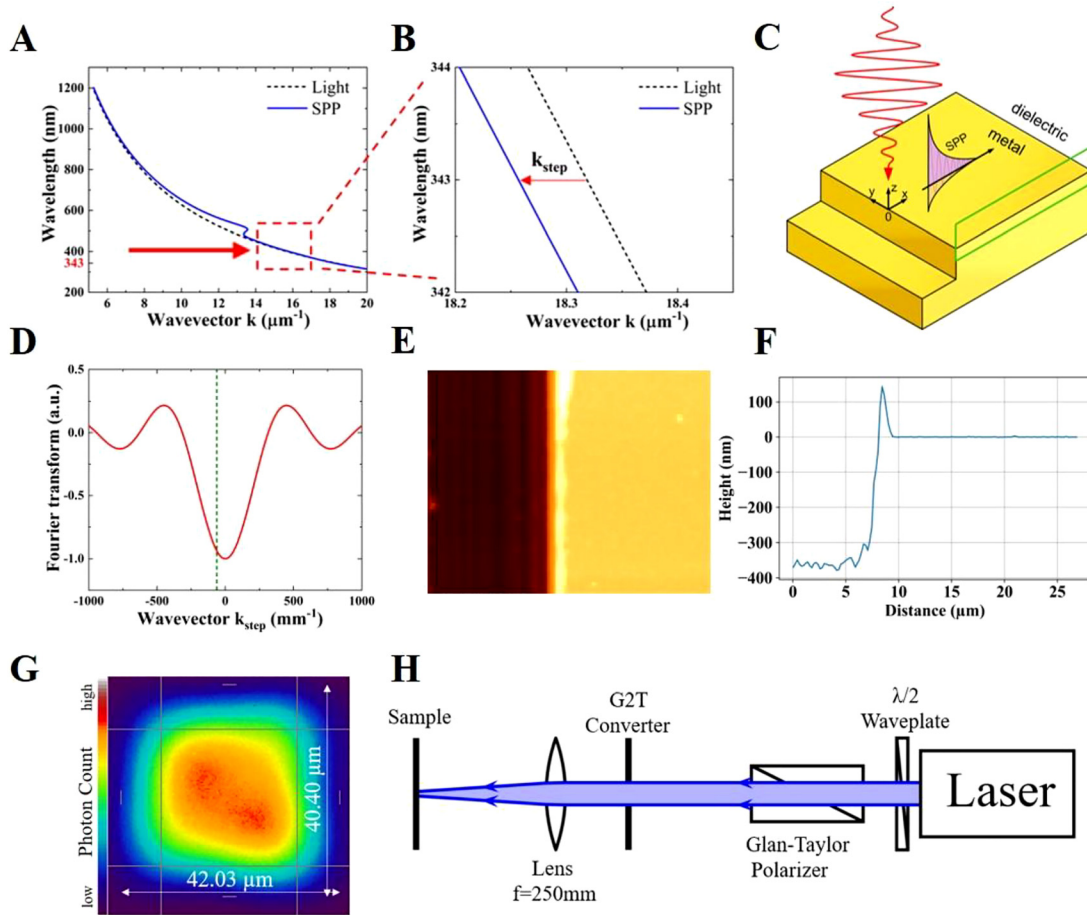 A
Wavelength (nm)
1200
1000
800
600
400
343
200
6 8 10 12 14 16 18 20
Wavevector k (µm⁻¹)
Light
SPP
B
Wavelength (nm)
344
343
342
18.2 18.3 18.4
Wavevector k (µm⁻¹)
Light
SPP
k_step
C
dielectric
metal
SPP
y z x
0
D
Fourier transform (a.u.)
0.5
0.0
-0.5
-1.0
-1000 -500 0 500 1000
Wavevector k_step (mm⁻¹)
E
F
Height (nm)
100
0
−100
−200
−300
−400
0 5 10 15 20 25
Distance (µm)
G
high
Photon Count
low
40.40 µm
42.03 µm
H
Sample
G2T
Converter
λ/2
Waveplate
Laser
Lens
f=250mm
Glan-Taylor
Polarizer